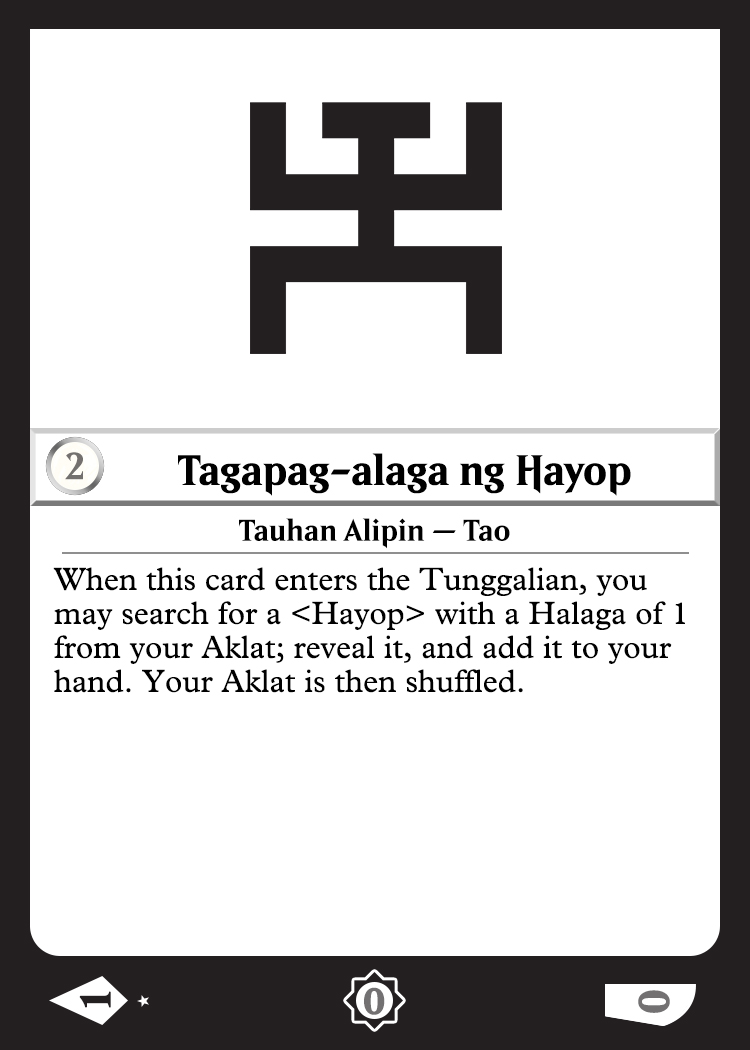 2
Tagapag-alaga ng Hayop
Tauhan Alipin — Tao
When this card enters the Tunggalian, you
may search for a <Hayop> with a Halaga of 1
from your Aklat; reveal it, and add it to your
hand. Your Aklat is then shuffled.
1 0 0